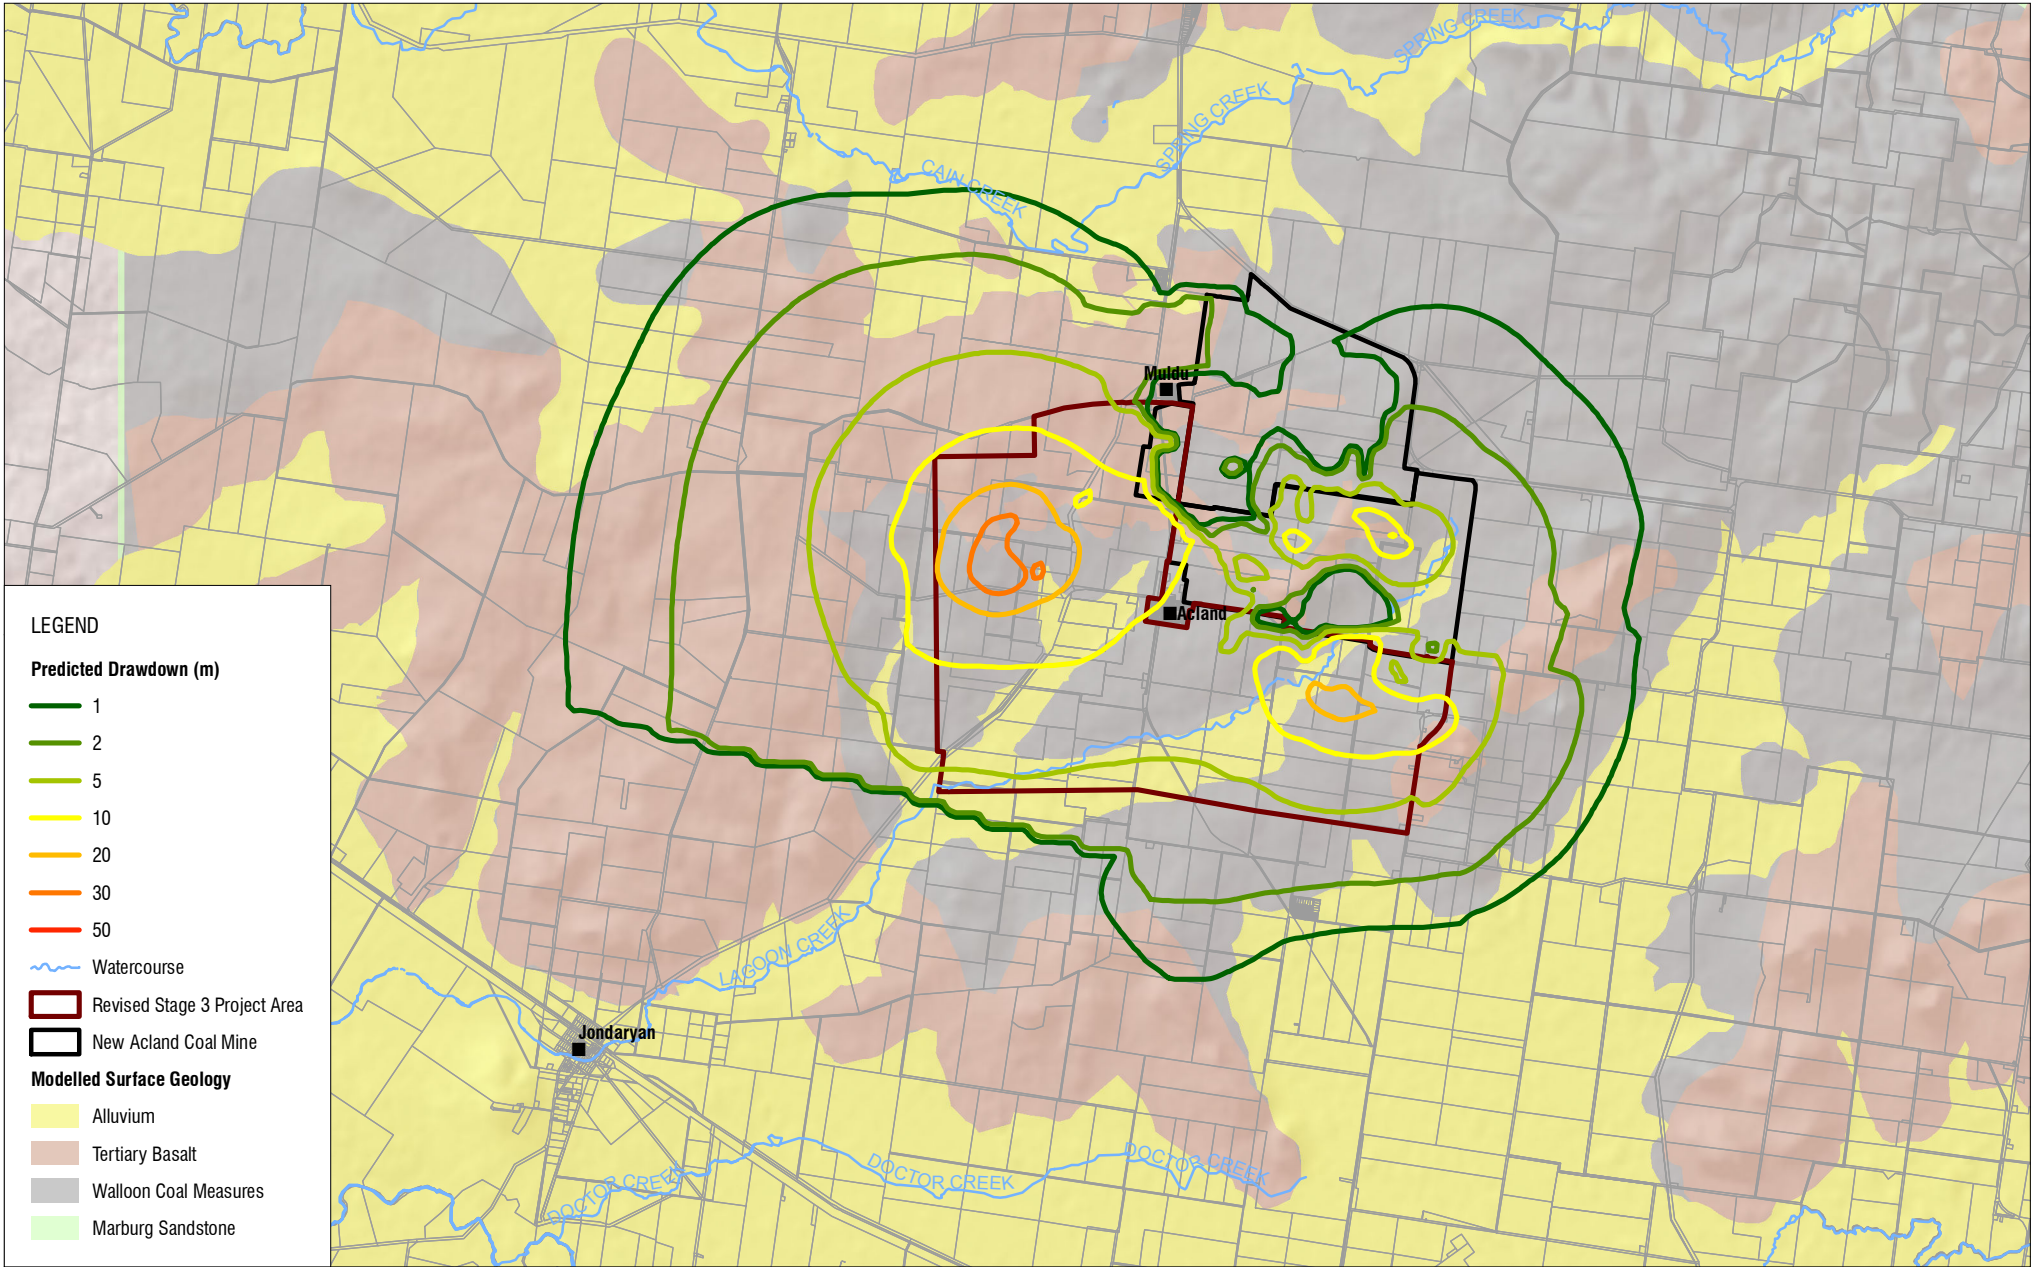 SPRING CREEK
SPRING CREEK
CAIN CREEK
Muldu
Acland
LEGEND
Predicted Drawdown (m)
1
2
5
10
20
30
50
Watercourse
Revised Stage 3 Project Area
New Acland Coal Mine
Modelled Surface Geology
Alluvium
Tertiary Basalt
Walloon Coal Measures
Marburg Sandstone
LAGOON CREEK
Jondaryan
DOCTOR CREEK
DOCTOR CREEK
DOCTOR CREEK